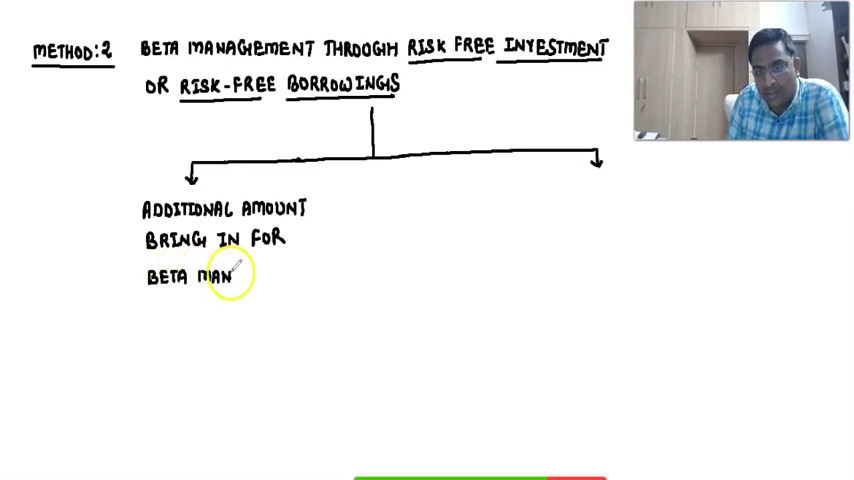 METHOD:2 BETA MANAGEMENT THROUGH RISK FREE INVESTMENT
OR RISK-FREE BORROWINGS
ADDITIONAL AMOUNT
BRING IN FOR
BETA MAN